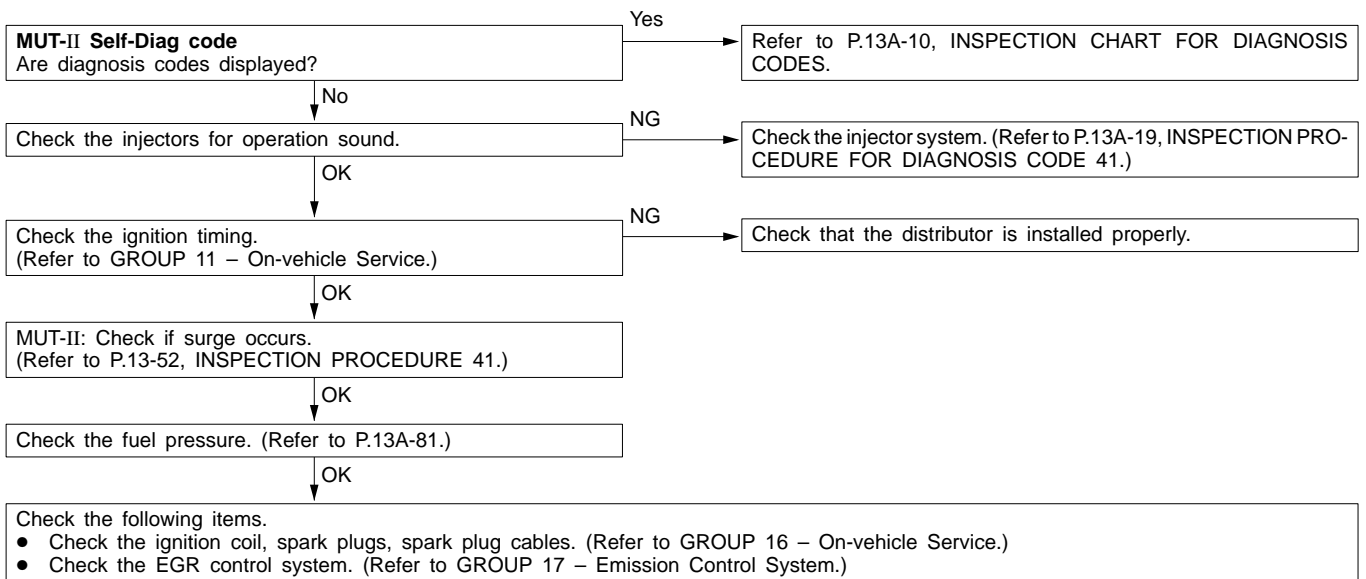 Yes
MUT-II Self-Diag code
Are diagnosis codes displayed?
Refer to P.13A-10, INSPECTION CHART FOR DIAGNOSIS
CODES.
No
NG
Check the injectors for operation sound.
Check the injector system. (Refer to P.13A-19, INSPECTION PRO-
CEDURE FOR DIAGNOSIS CODE 41.)
OK
NG
Check the ignition timing.
(Refer to GROUP 11 – On-vehicle Service.)
Check that the distributor is installed properly.
OK
MUT-II: Check if surge occurs.
(Refer to P.13-52, INSPECTION PROCEDURE 41.)
OK
Check the fuel pressure. (Refer to P.13A-81.)
OK
Check the following items.
● Check the ignition coil, spark plugs, spark plug cables. (Refer to GROUP 16 – On-vehicle Service.)
● Check the EGR control system. (Refer to GROUP 17 – Emission Control System.)